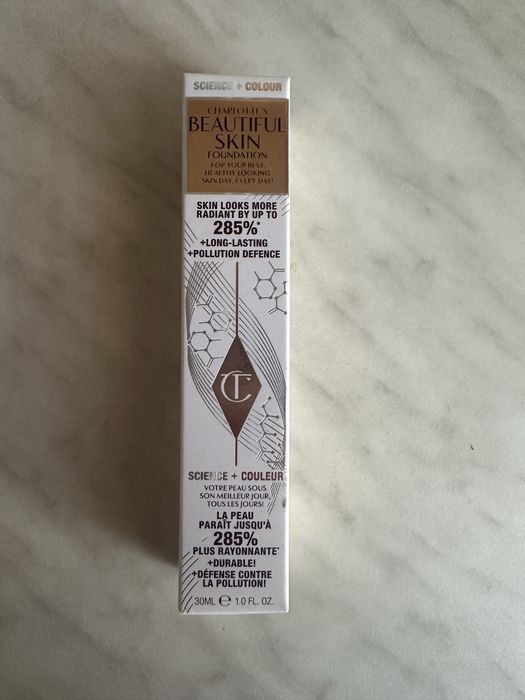 SCIENCE + COLOUR
CHARLOTTE'S
BEAUTIFUL
SKIN
FOUNDATION
FOR YOUR BEST,
HEALTHY LOOKING
SKIN DAY, EVERY DAY!
SKIN LOOKS MORE
RADIANT BY UP TO
285%*
+LONG-LASTING
+POLLUTION DEFENCE
CT
SCIENCE + COULEUR
VOTRE PEAU SOUS
SON MEILLEUR JOUR,
TOUS LES JOURS!
LA PEAU
PARAÎT JUSQU'À
285%
PLUS RAYONNANTE*
+DURABLE!
+DÉFENSE CONTRE
LA POLLUTION!
30ML ℮ 1.0 FL. OZ.